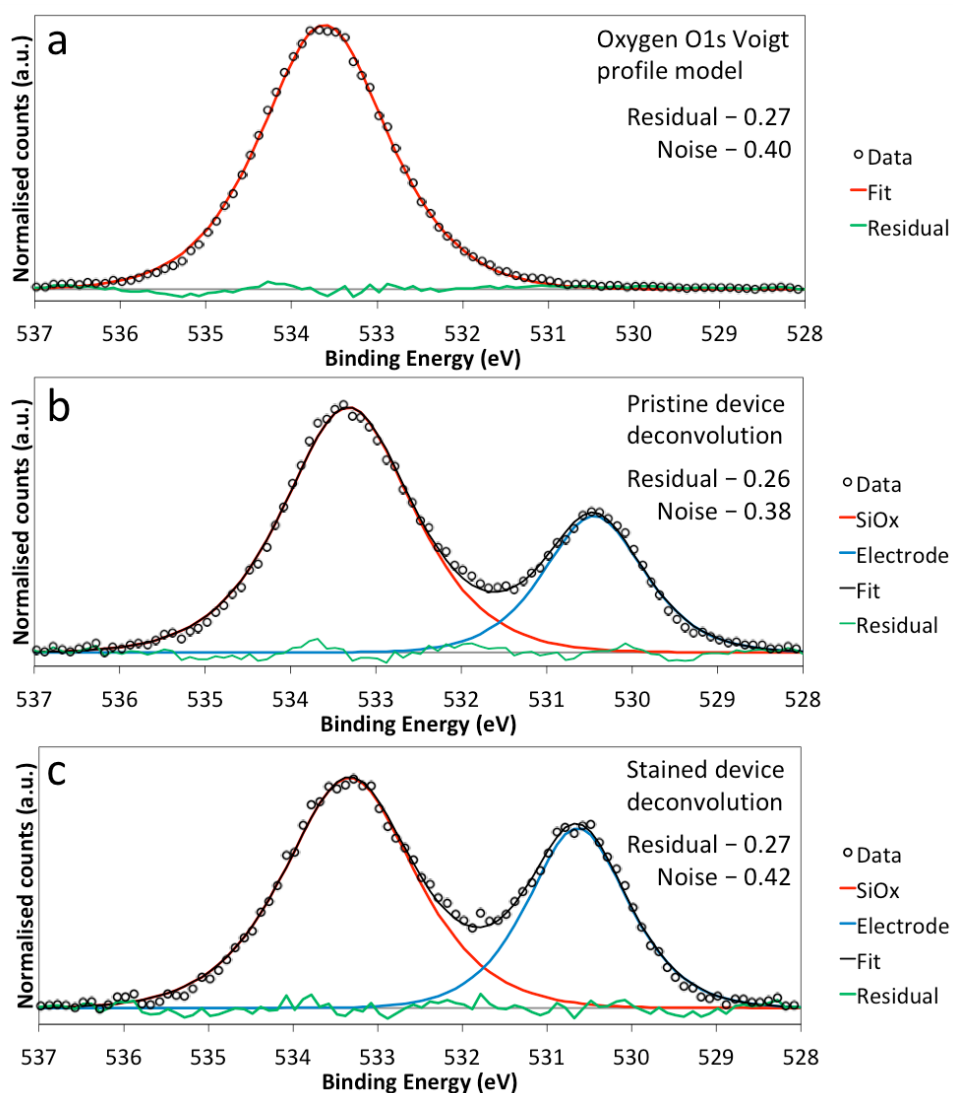 a
Oxygen O1s Voigt
profile model
Residual – 0.27
Noise – 0.40
Normalised counts (a.u.)
Data
Fit
Residual
537 536 535 534 533 532 531 530 529 528
Binding Energy (eV)
b
Pristine device
deconvolution
Residual – 0.26
Noise – 0.38
Normalised counts (a.u.)
Data
SiOx
Electrode
Fit
Residual
537 536 535 534 533 532 531 530 529 528
Binding Energy (eV)
c
Stained device
deconvolution
Residual – 0.27
Noise – 0.42
Normalised counts (a.u.)
Data
SiOx
Electrode
Fit
Residual
537 536 535 534 533 532 531 530 529 528
Binding Energy (eV)